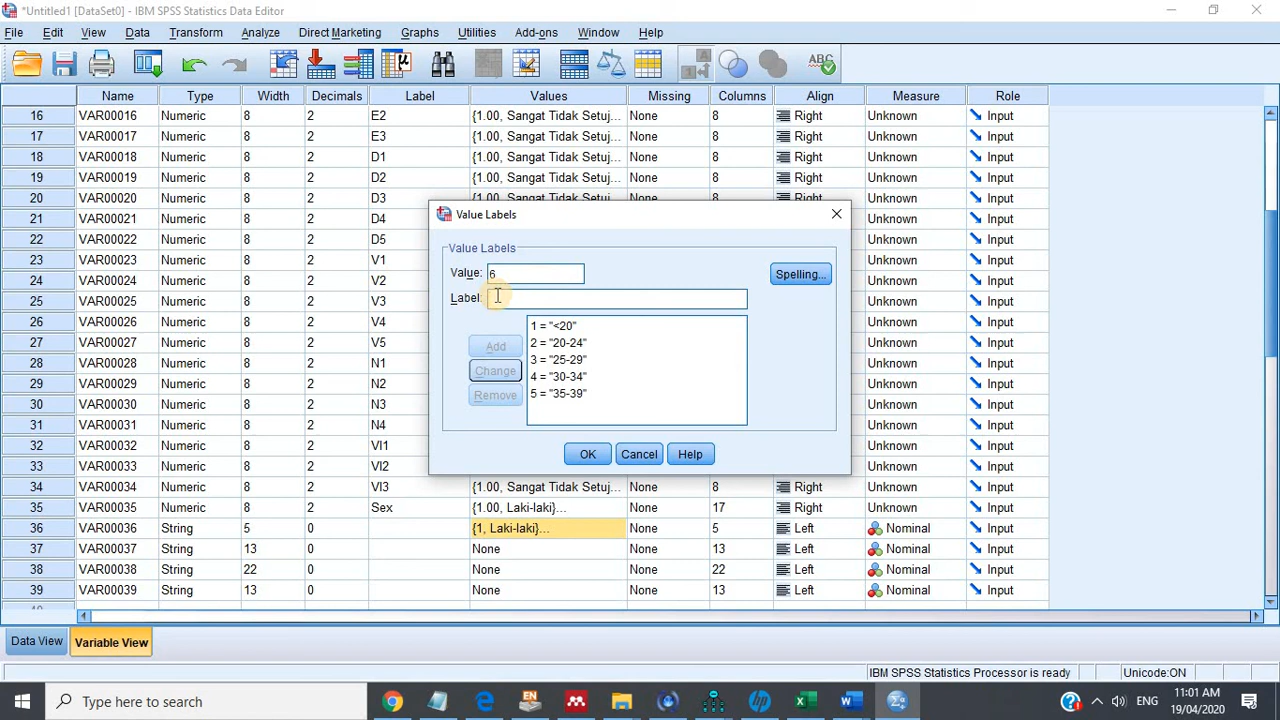 *Untitled1 [DataSet0] - IBM SPSS Statistics Data Editor
File Edit View Data Transform Analyze Direct Marketing Graphs Utilities Add-ons Window Help
Name Type Width Decimals Label Values Missing Columns Align Measure Role
16 VAR00016 Numeric 8 2 E2 {1.00, Sangat Tidak Setuj... None 8 Right Unknown Input
17 VAR00017 Numeric 8 2 E3 {1.00, Sangat Tidak Setuj... None 8 Right Unknown Input
18 VAR00018 Numeric 8 2 D1 {1.00, Sangat Tidak Setuj... None 8 Right Unknown Input
19 VAR00019 Numeric 8 2 D2 {1.00, Sangat Tidak Setuj... None 8 Right Unknown Input
20 VAR00020 Numeric 8 2 D3 {1.00, Sangat Tidak Setuj... None 8 Right Unknown Input
21 VAR00021 Numeric 8 2 D4 Unknown Input
22 VAR00022 Numeric 8 2 D5 Unknown Input
23 VAR00023 Numeric 8 2 V1 Unknown Input
24 VAR00024 Numeric 8 2 V2 Unknown Input
25 VAR00025 Numeric 8 2 V3 Unknown Input
26 VAR00026 Numeric 8 2 V4 Unknown Input
27 VAR00027 Numeric 8 2 V5 Unknown Input
28 VAR00028 Numeric 8 2 N1 Unknown Input
29 VAR00029 Numeric 8 2 N2 Unknown Input
30 VAR00030 Numeric 8 2 N3 Unknown Input
31 VAR00031 Numeric 8 2 N4 Unknown Input
32 VAR00032 Numeric 8 2 VI1 Unknown Input
33 VAR00033 Numeric 8 2 VI2 Unknown Input
34 VAR00034 Numeric 8 2 VI3 {1.00, Sangat Tidak Setuj... None 8 Right Unknown Input
35 VAR00035 Numeric 8 2 Sex {1.00, Laki-laki}... None 17 Right Unknown Input
36 VAR00036 String 5 0 {1, Laki-laki}... None 5 Left Nominal Input
37 VAR00037 String 13 0 None None 13 Left Nominal Input
38 VAR00038 String 22 0 None None 22 Left Nominal Input
39 VAR00039 String 13 0 None None 13 Left Nominal Input
Value Labels
Value Labels
Value: 6
Spelling...
Label:
1 = "<20"
2 = "20-24"
3 = "25-29"
4 = "30-34"
5 = "35-39"
Add
Change
Remove
OK Cancel Help
Data View Variable View
IBM SPSS Statistics Processor is ready Unicode:ON
Type here to search
ENG
11:01 AM
19/04/2020